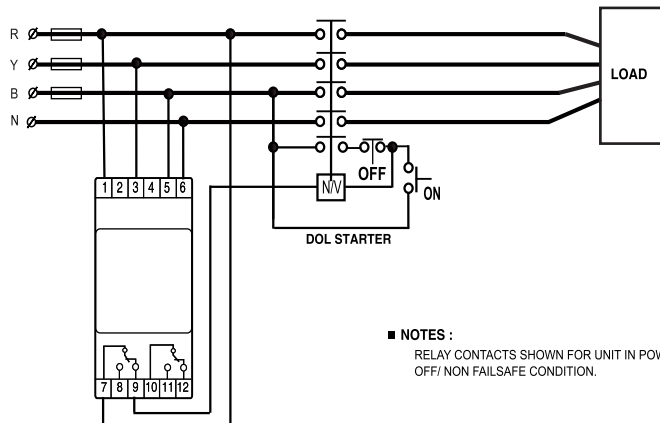 R
Y
B
N
LOAD
OFF
ON
N/V
1 2 3 4 5 6
DOL STARTER
7 8 9 10 11 12
■ NOTES :
RELAY CONTACTS SHOWN FOR UNIT IN
OFF/ NON FAILSAFE CONDITION.